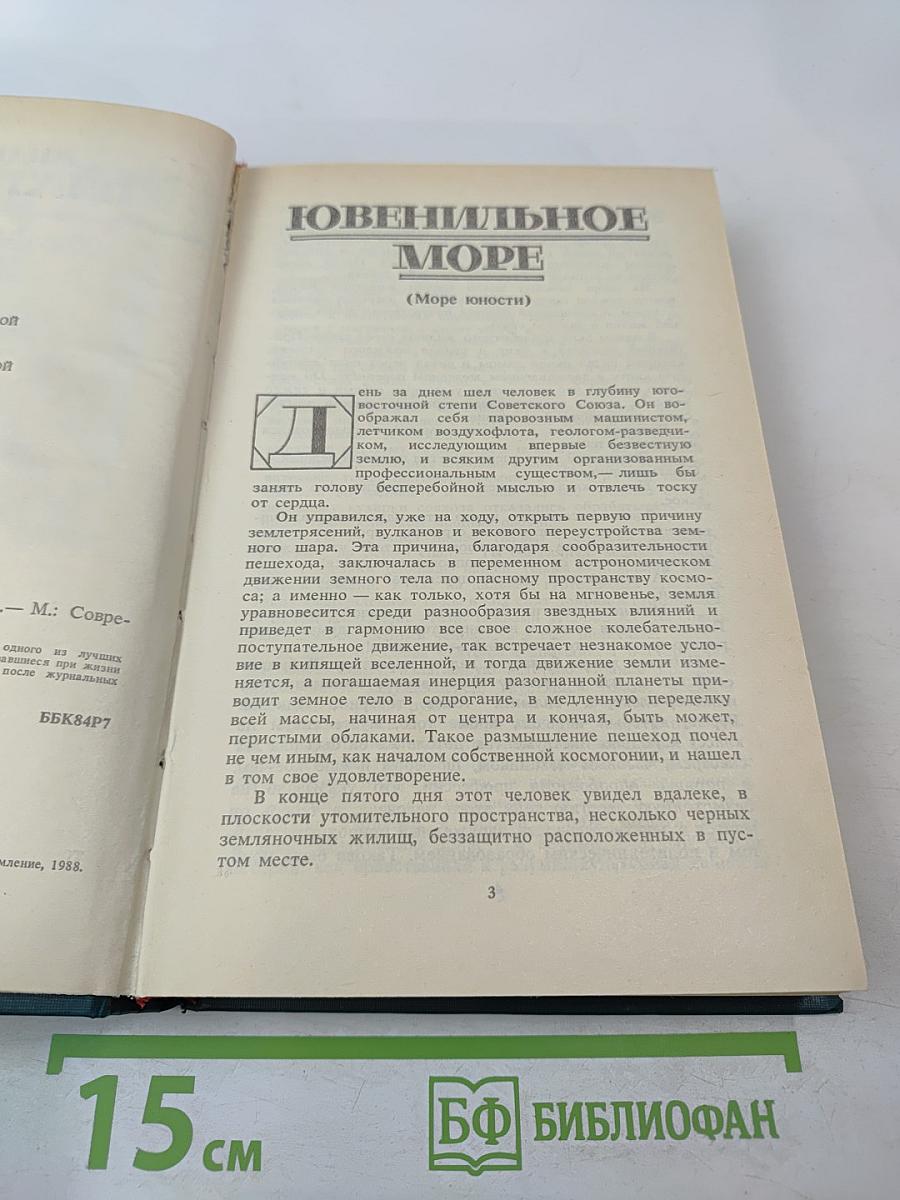 ой
ой
.— М.: Совре-
одного из лучших
вавшиеся при жизни
после журнальных
ББК84Р7
мление, 1988.
ЮВЕНИЛЬНОЕ
МОРЕ
(Море юности)
День за днем шел человек в глубину юго-
восточной степи Советского Союза. Он во-
ображал себя паровозным машинистом,
летчиком воздухофлота, геологом-разведчи-
ком, исследующим впервые безвестную
землю, и всяким другим организованным
профессиональным существом,— лишь бы
занять голову бесперебойной мыслью и отвлечь тоску
от сердца.
Он управился, уже на ходу, открыть первую причину
землетрясений, вулканов и векового переустройства зем-
ного шара. Эта причина, благодаря сообразительности
пешехода, заключалась в переменном астрономическом
движении земного тела по опасному пространству космо-
са; а именно — как только, хотя бы на мгновенье, земля
уравновесится среди разнообразия звездных влияний и
приведет в гармонию все свое сложное колебательно-
поступательное движение, так встречает незнакомое усло-
вие в кипящей вселенной, и тогда движение земли изме-
няется, а погашаемая инерция разогнанной планеты при-
водит земное тело в содрогание, в медленную переделку
всей массы, начиная от центра и кончая, быть может,
перистыми облаками. Такое размышление пешеход почел
не чем иным, как началом собственной космогонии, и нашел
в том свое удовлетворение.
В конце пятого дня этот человек увидел вдалеке, в
плоскости утомительного пространства, несколько черных
земляночных жилищ, беззащитно расположенных в пус-
том месте.
3
15 см
БФ БИБЛИОФАН